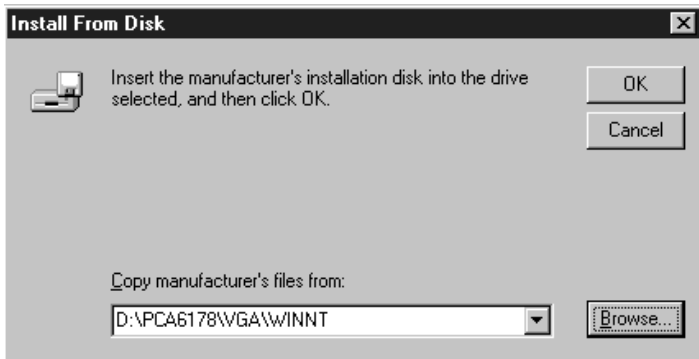 Install From Disk
Insert the manufacturer's installation disk into the drive
selected, and then click OK.
OK
Cancel
Copy manufacturer's files from:
D:\PCA6178\VGA\WINNT
Browse...